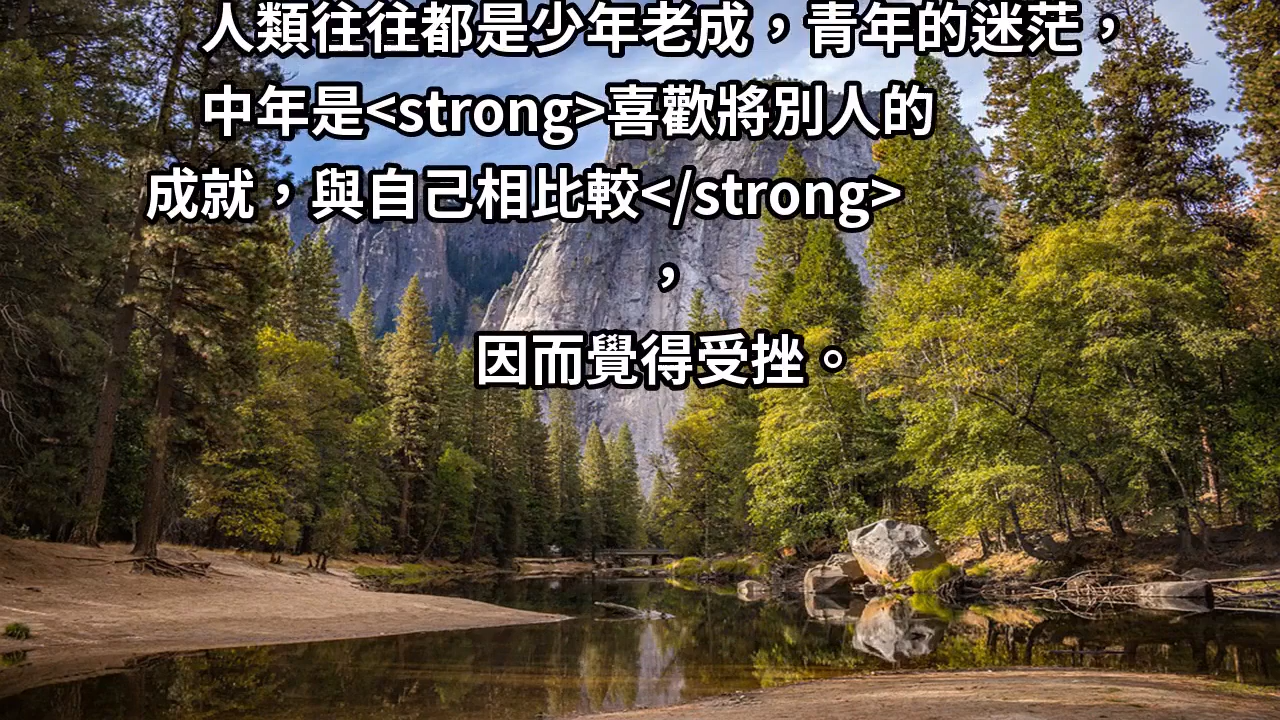 人類往往都是少年老成，青年的迷茫，
中年是<strong>喜歡將別人的
成就，與自己相比較</strong>
，
因而覺得受挫。